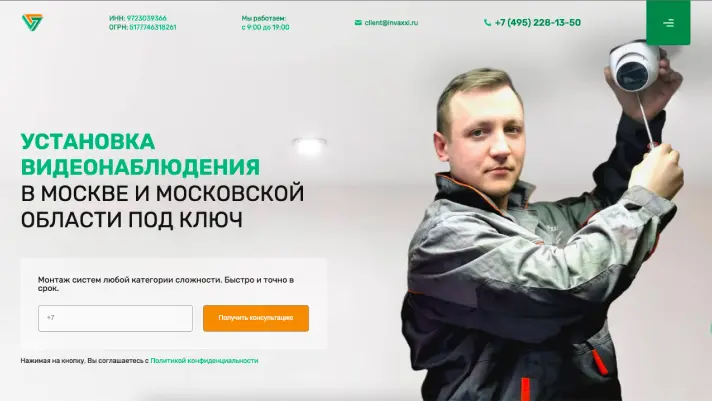 ИНН: 9723039366
ОГРН: 5177746318261
Мы работаем:
с 9:00 до 19:00
client@invaxxi.ru
+7 (495) 228-13-50
УСТАНОВКА
ВИДЕОНАБЛЮДЕНИЯ
В МОСКВЕ И МОСКОВСКОЙ
ОБЛАСТИ ПОД КЛЮЧ
Монтаж систем любой категории сложности. Быстро и точно в
срок.
+7
Получить консультацию
Нажимая на кнопку, Вы соглашаетесь с Политикой конфиденциальности